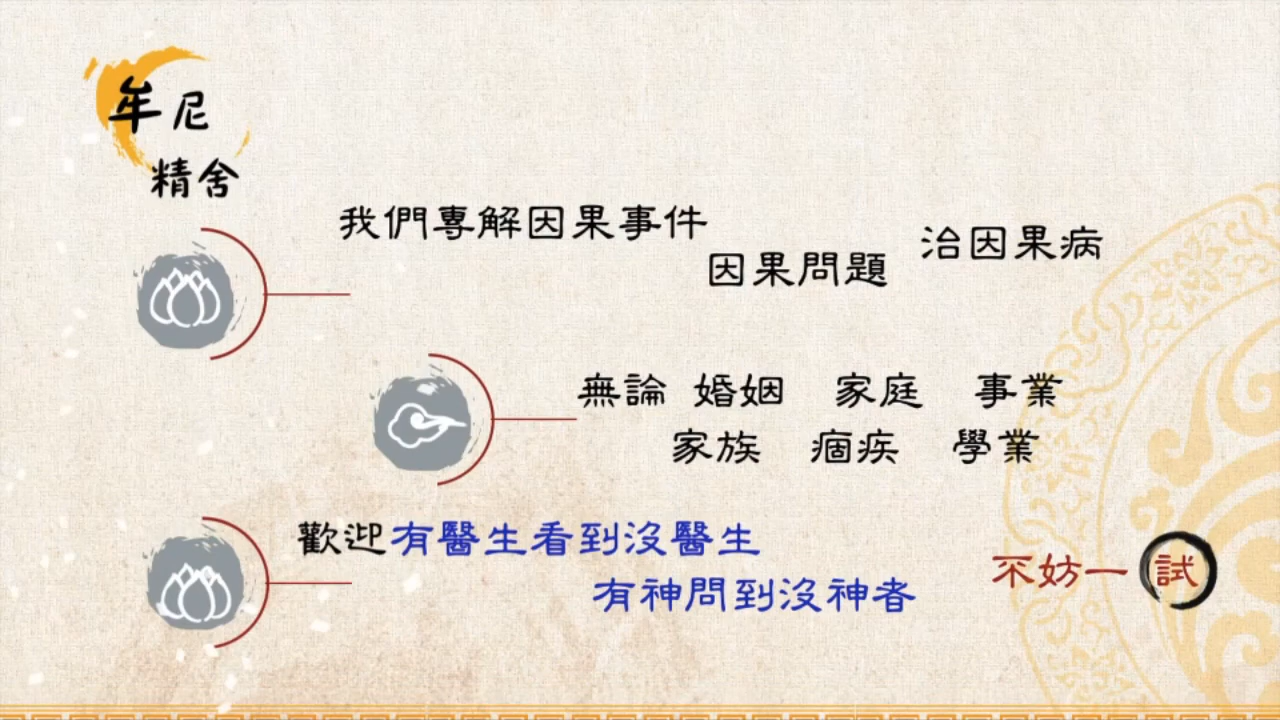 牟尼
精舍
我們專解因果事件
因果問題
治因果病
無論 婚姻 家庭 事業
家族 痼疾 學業
歡迎有醫生看到沒醫生
有神問到沒神者
不妨一試